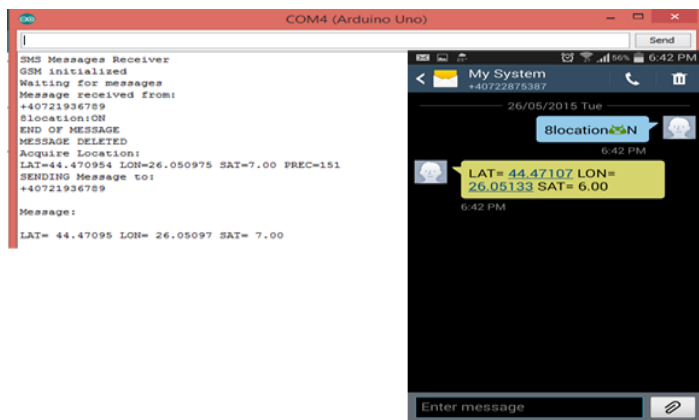 COM4 (Arduino Uno)
Send
SMS Messages Receiver
GSM initialized
Waiting for messages
Message received from:
+40721936789
8location:ON
END OF MESSAGE
MESSAGE DELETED
Acquire Location:
LAT=44.470954 LON=26.050975 SAT=7.00 PREC=151
SENDING Message to:
+40721936789
Message:
LAT= 44.47095 LON= 26.05097 SAT= 7.00
66% 6:42 PM
My System
+40722875387
26/05/2015 Tue
8location N
6:42 PM
LAT= 44.47107 LON=
26.05133 SAT= 6.00
6:42 PM
Enter message